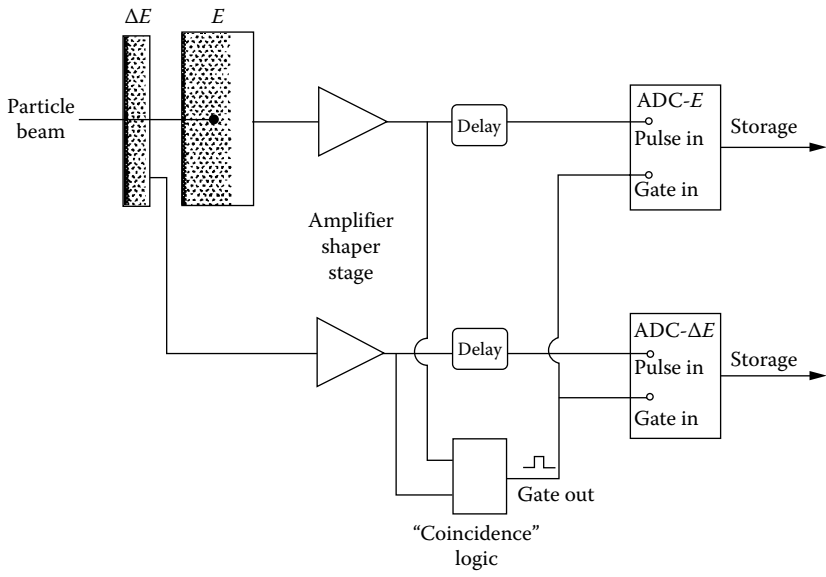 ΔE
E
Particle
beam
Delay
ADC-E
Pulse in
Gate in
Storage
Amplifier
shaper
stage
Delay
ADC-ΔE
Pulse in
Gate in
Storage
Gate out
“Coincidence”
logic